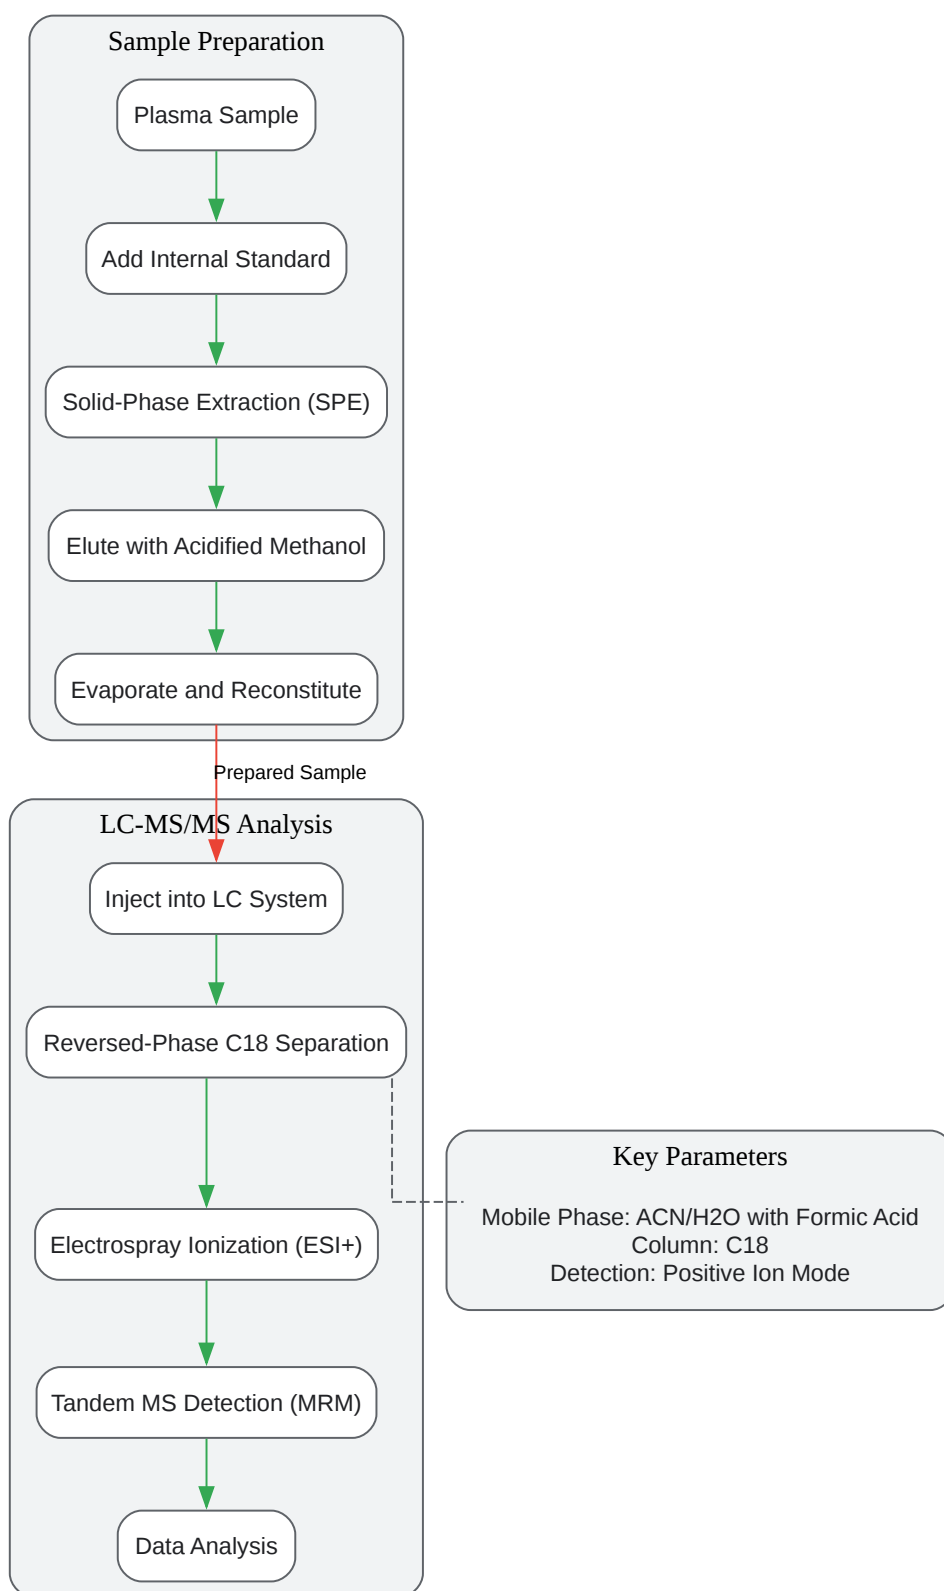 Sample Preparation
Plasma Sample
Add Internal Standard
Solid-Phase Extraction (SPE)
Elute with Acidified Methanol
Evaporate and Reconstitute
Prepared Sample
LC-MS/MS Analysis
Inject into LC System
Reversed-Phase C18 Separation
Key Parameters
Mobile Phase: ACN/H2O with Formic Acid
Column: C18
Detection: Positive Ion Mode
Electrospray Ionization (ESI+)
Tandem MS Detection (MRM)
Data Analysis